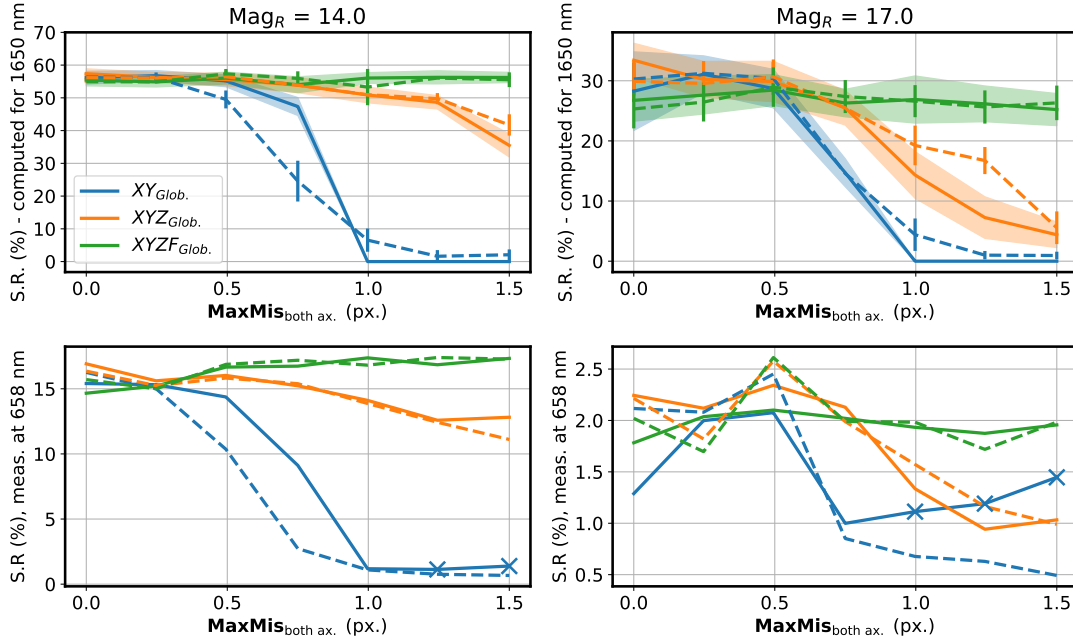 Mag_R = 14.0
S.R. (%) - computed for 1650 nm
70
60
50
40
30
20
10
0
XY_Glob.
XYZ_Glob.
XYZF_Glob.
0.0 0.5 1.0 1.5
MaxMis_both ax. (px.)
Mag_R = 17.0
S.R. (%) - computed for 1650 nm
30
20
10
0
0.0 0.5 1.0 1.5
MaxMis_both ax. (px.)
S.R (%), meas. at 658 nm
15
10
5
0
0.0 0.5 1.0 1.5
MaxMis_both ax. (px.)
S.R (%), meas. at 658 nm
2.5
2.0
1.5
1.0
0.5
0.0 0.5 1.0 1.5
MaxMis_both ax. (px.)